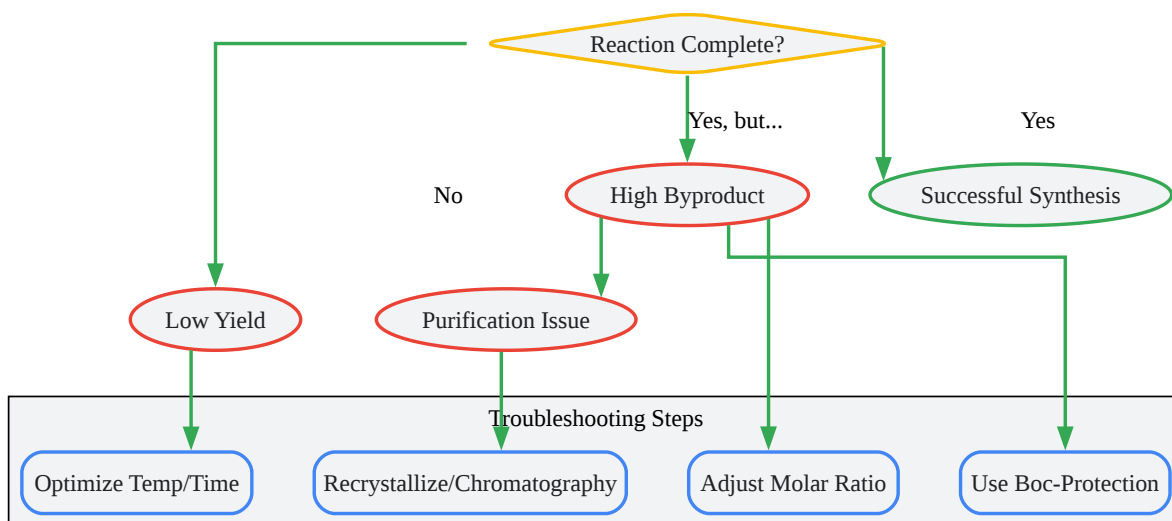 Reaction Complete?
Yes, but...
Yes
No
High Byproduct
Successful Synthesis
Low Yield
Purification Issue
Troubleshooting Steps
Optimize Temp/Time
Recrystallize/Chromatography
Adjust Molar Ratio
Use Boc-Protection